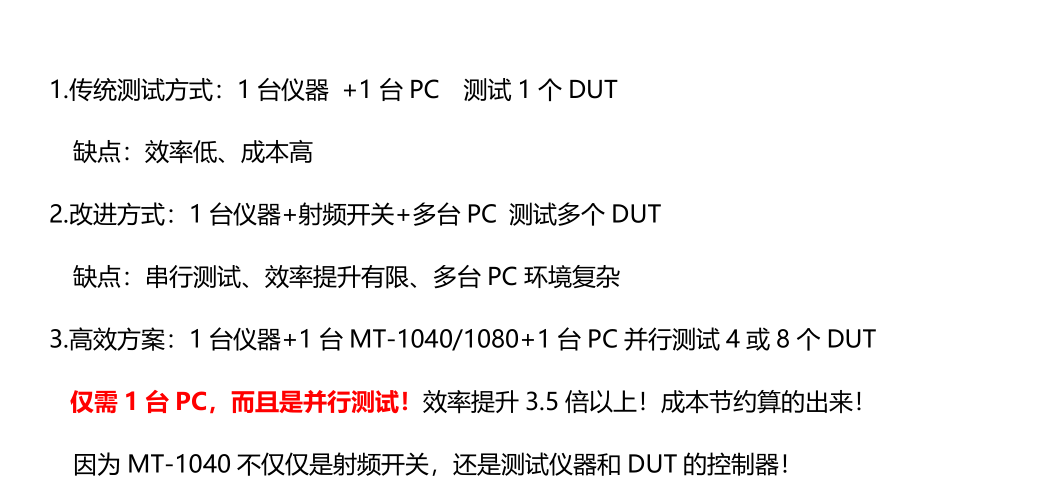 1.传统测试方式：1 台仪器 +1 台 PC 测试 1 个 DUT
缺点：效率低、成本高
2.改进方式：1 台仪器+射频开关+多台 PC 测试多个 DUT
缺点：串行测试、效率提升有限、多台 PC 环境复杂
3.高效方案：1 台仪器+1 台 MT-1040/1080+1 台 PC 并行测试 4 或 8 个 DUT
仅需 1 台 PC，而且是并行测试！效率提升 3.5 倍以上！成本节约算的出来！
因为 MT-1040 不仅仅是射频开关，还是测试仪器和 DUT 的控制器！